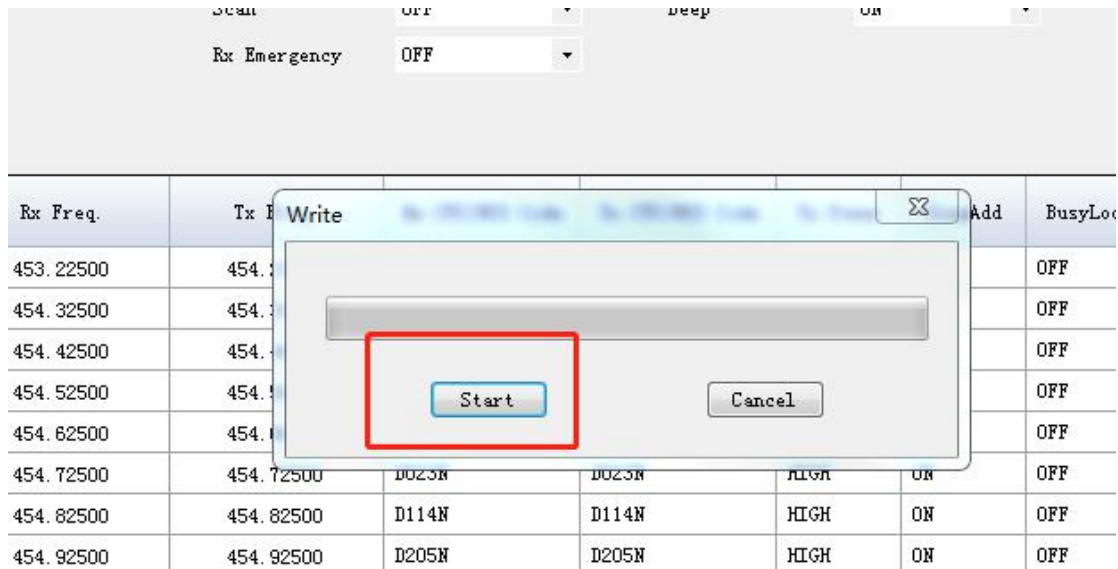 Scan OFF Beep ON
Rx Emergency OFF
Rx Freq. Tx Add BusyLoc
Write
453.22500 454. OFF
454.32500 454. OFF
454.42500 454. OFF
454.52500 454. OFF
454.62500 454. OFF
Start Cancel
454.72500 454.72500 D023N D023N HIGH ON OFF
454.82500 454.82500 D114N D114N HIGH ON OFF
454.92500 454.92500 D205N D205N HIGH ON OFF